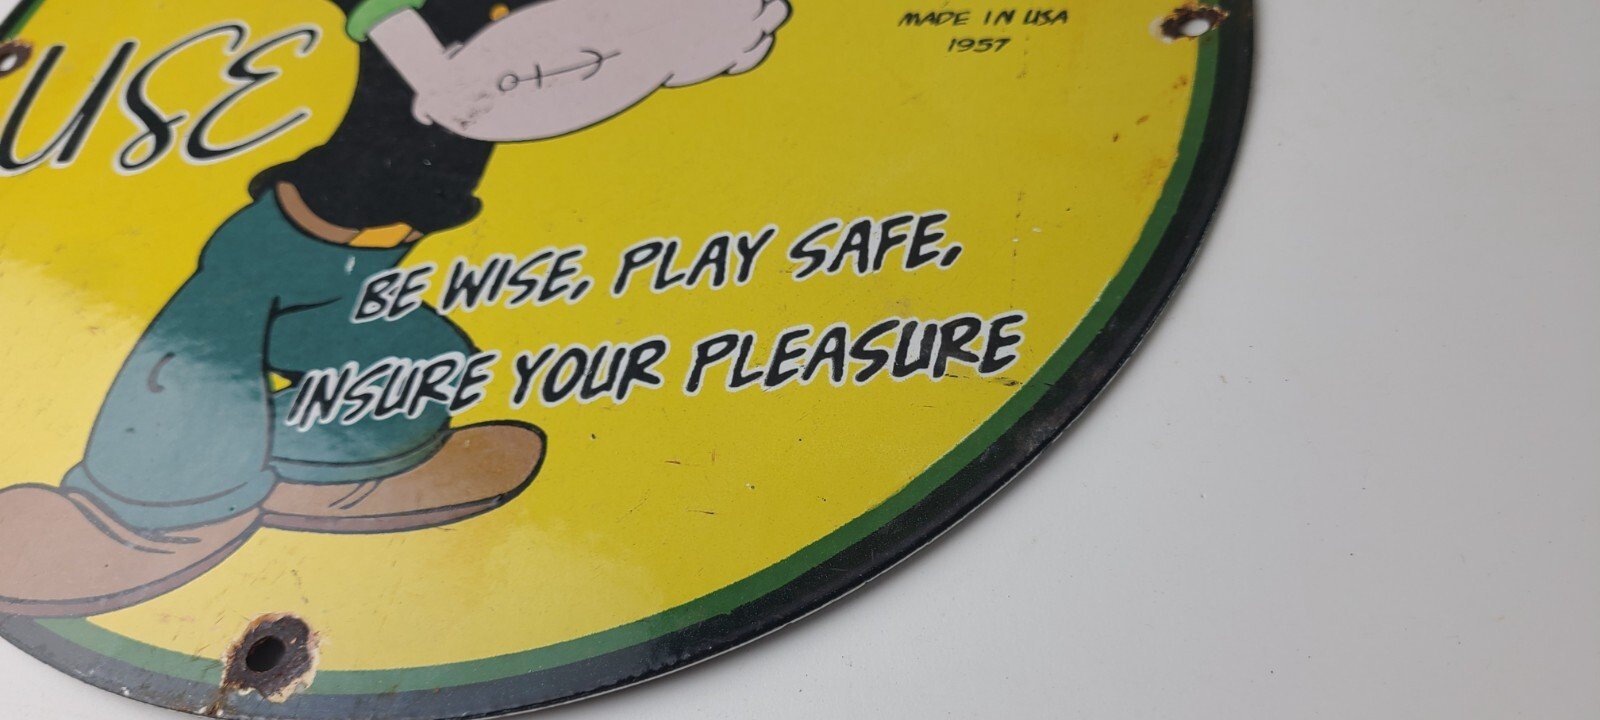 USE
MADE IN USA
1957
BE WISE, PLAY SAFE,
INSURE YOUR PLEASURE